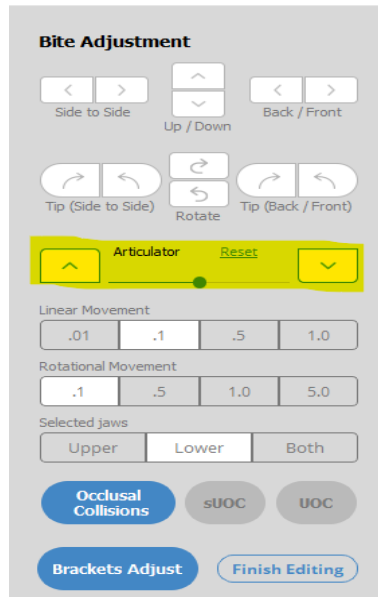 Bite Adjustment
Side to Side
Up / Down
Back / Front
Tip (Side to Side)
Rotate
Tip (Back / Front)
Articulator Reset
Linear Movement
.01 .1 .5 1.0
Rotational Movement
.1 .5 1.0 5.0
Selected jaws
Upper Lower Both
Occlusal
Collisions
sUOC UOC
Brackets Adjust Finish Editing